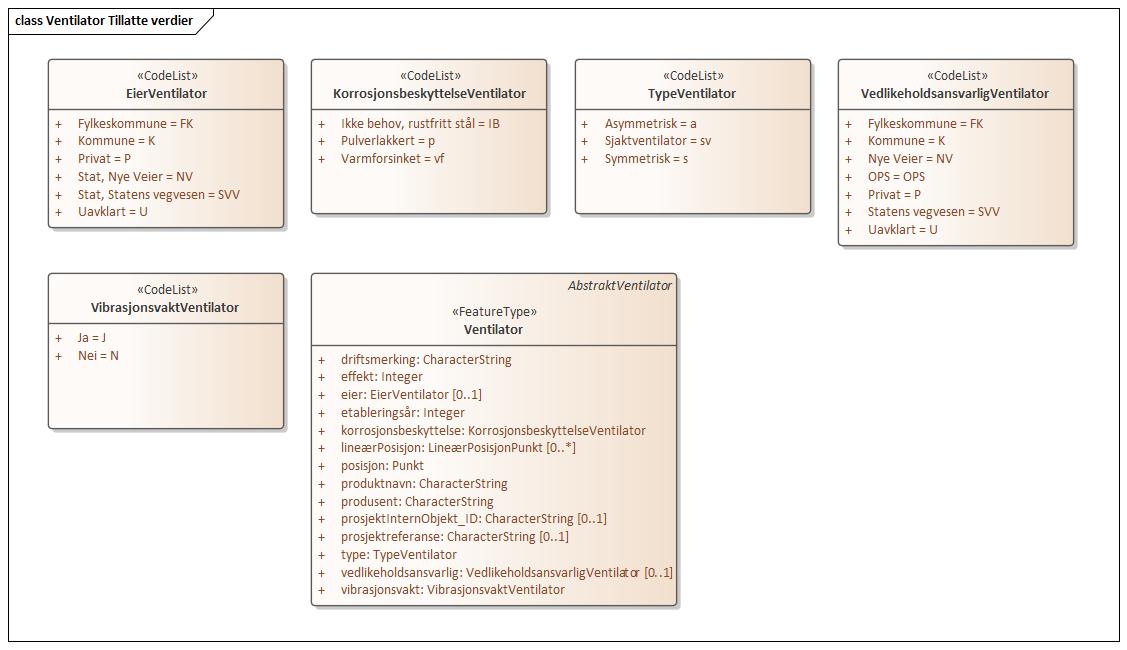 class Ventilator Tillatte verdier
«CodeList»
EierVentilator
+ Fylkeskommune = FK
+ Kommune = K
+ Privat = P
+ Stat, Nye Veier = NV
+ Stat, Statens vegvesen = SVV
+ Uavklart = U
«CodeList»
KorrosjonsbeskyttelseVentilator
+ Ikke behov, rustfritt stål = IB
+ Pulverlakkert = p
+ Varmforsinket = vf
«CodeList»
TypeVentilator
+ Asymmetrisk = a
+ Sjaktventilator = sv
+ Symmetrisk = s
«CodeList»
VedlikeholdsansvarligVentilator
+ Fylkeskommune = FK
+ Kommune = K
+ Nye Veier = NV
+ OPS = OPS
+ Privat = P
+ Statens vegvesen = SVV
+ Uavklart = U
«CodeList»
VibrasjonsvaktVentilator
+ Ja = J
+ Nei = N
AbstraktVentilator
«FeatureType»
Ventilator
+ driftsmerking: CharacterString
+ effekt: Integer
+ eier: EierVentilator [0..1]
+ etableringsår: Integer
+ korrosjonsbeskyttelse: KorrosjonsbeskyttelseVentilator
+ lineærPosisjon: LineærPosisjonPunkt [0..*]
+ posisjon: Punkt
+ produktnavn: CharacterString
+ produsent: CharacterString
+ prosjektInternObjekt_ID: CharacterString [0..1]
+ prosjektreferanse: CharacterString [0..1]
+ type: TypeVentilator
+ vedlikeholdsansvarlig: VedlikeholdsansvarligVentilator [0..1]
+ vibrasjonsvakt: VibrasjonsvaktVentilator